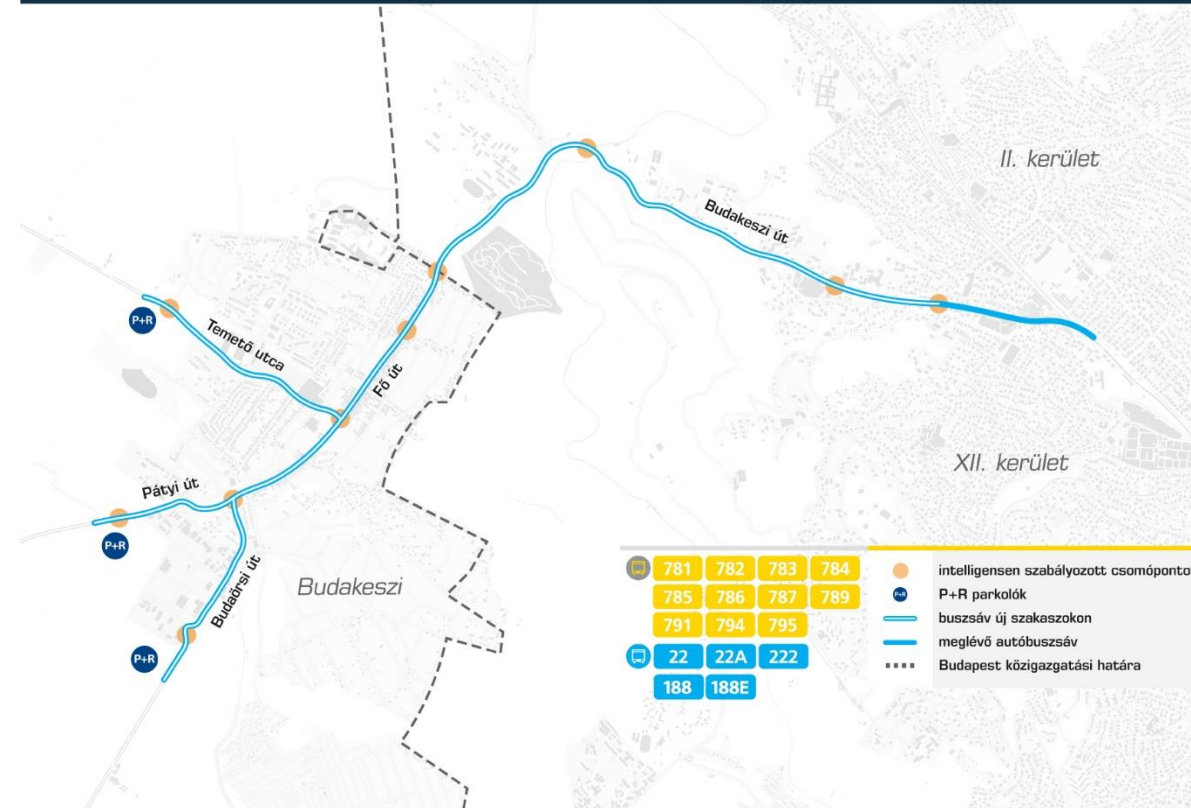 II. kerület
Budakeszi út
P+R
Temető utca
Fő út
XII. kerület
Pátyi út
P+R
Budaörsi út
Budakeszi
P+R
781 782 783 784
785 786 787 789
791 794 795
22 22A 222
188 188E
intelligensen szabályozott csomóponto
P+R P+R parkolók
buszsáv új szakaszokon
meglévő autóbuszsáv
Budapest közigazgatási határa